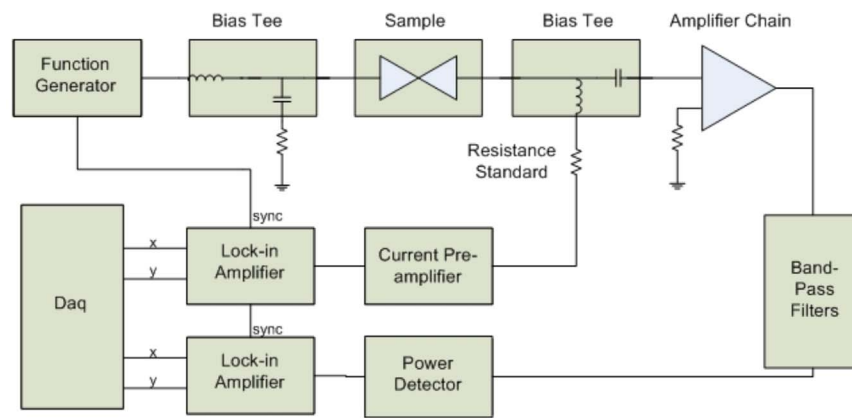 Bias Tee
Sample
Bias Tee
Amplifier Chain
Function
Generator
Resistance
Standard
sync
x
y
Lock-in
Amplifier
Current Pre-
amplifier
Daq
Band-
Pass
Filters
sync
x
y
Lock-in
Amplifier
Power
Detector